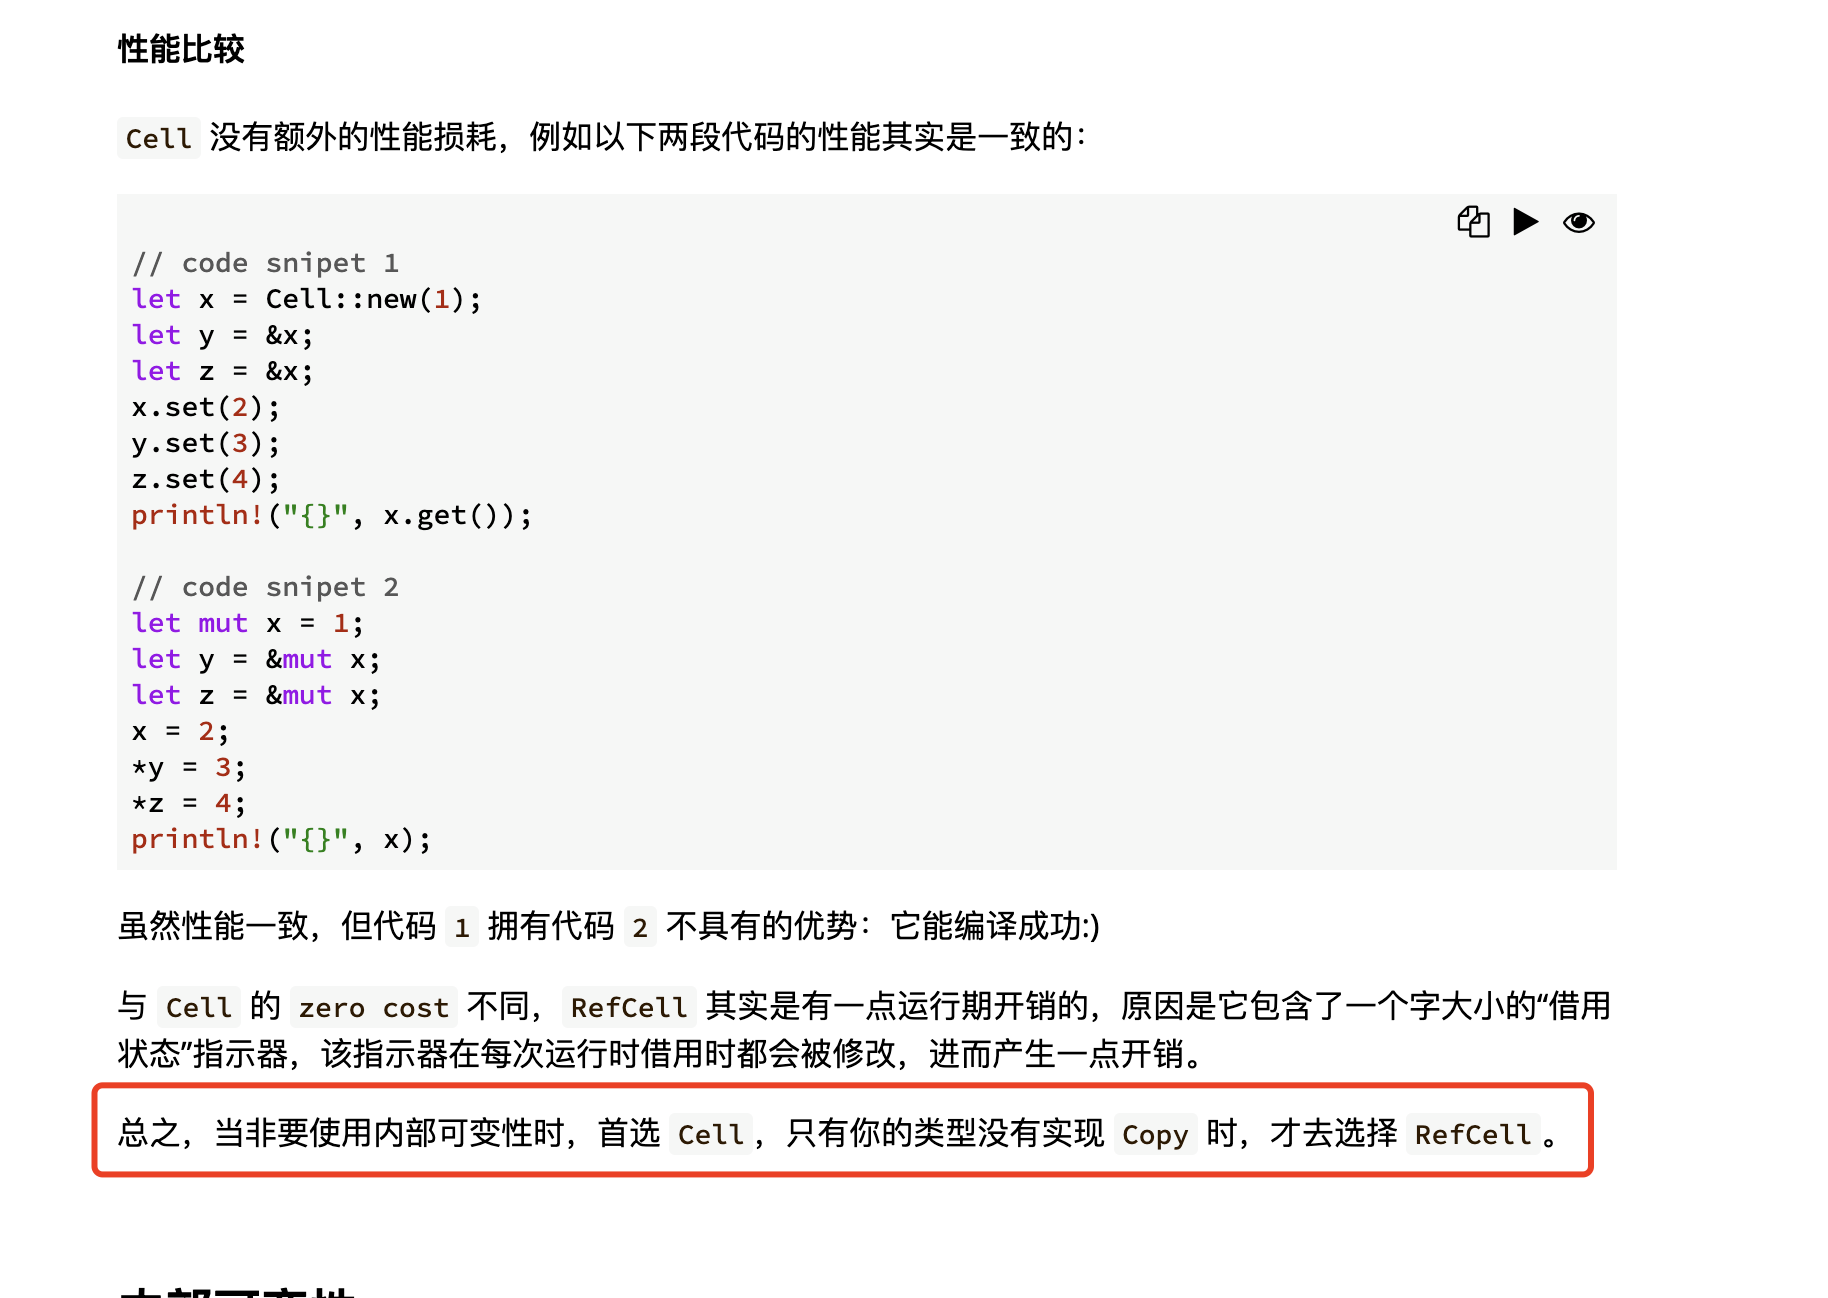 性能比较
Cell 没有额外的性能损耗，例如以下两段代码的性能其实是一致的：
// code snipet 1
let x = Cell::new(1);
let y = &x;
let z = &x;
x.set(2);
y.set(3);
z.set(4);
println!("{}", x.get());
// code snipet 2
let mut x = 1;
let y = &mut x;
let z = &mut x;
x = 2;
*y = 3;
*z = 4;
println!("{}", x);
虽然性能一致，但代码 1 拥有代码 2 不具有的优势：它能编译成功:)
与 Cell 的 zero cost 不同，RefCell 其实是有一点运行期开销的，原因是它包含了一个字大小的“借用
状态”指示器，该指示器在每次运行时借用时都会被修改，进而产生一点开销。
总之，当非要使用内部可变性时，首选 Cell，只有你的类型没有实现 Copy 时，才去选择 RefCell。
内部可变性